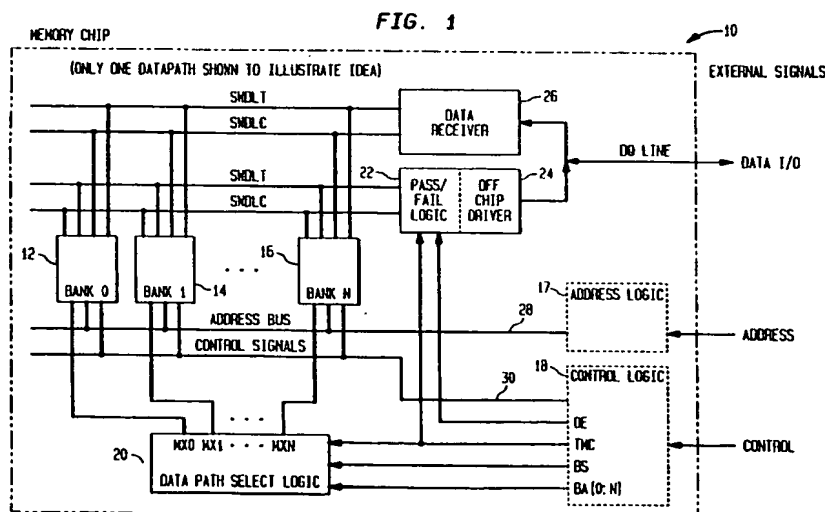 FIG. 1
MEMORY CHIP
10
(ONLY ONE DATAPATH SHOWN TO ILLUSTRATE IDEA)
EXTERNAL SIGNALS
SWDLT
26
DATA RECEIVER
SWDLC
DQ LINE
DATA I/O
SWDLT
22
24
PASS/ FAIL LOGIC
OFF CHIP DRIVER
SWDLC
12
14
16
BANK 0
BANK 1
. . .
BANK N
17
ADDRESS LOGIC
ADDRESS BUS
28
ADDRESS
CONTROL SIGNALS
18
CONTROL LOGIC
30
OE
. . .
MX0 MX1 . . . MXN
TMC
CONTROL
20
DATA PATH SELECT LOGIC
BS
BA(0:N)